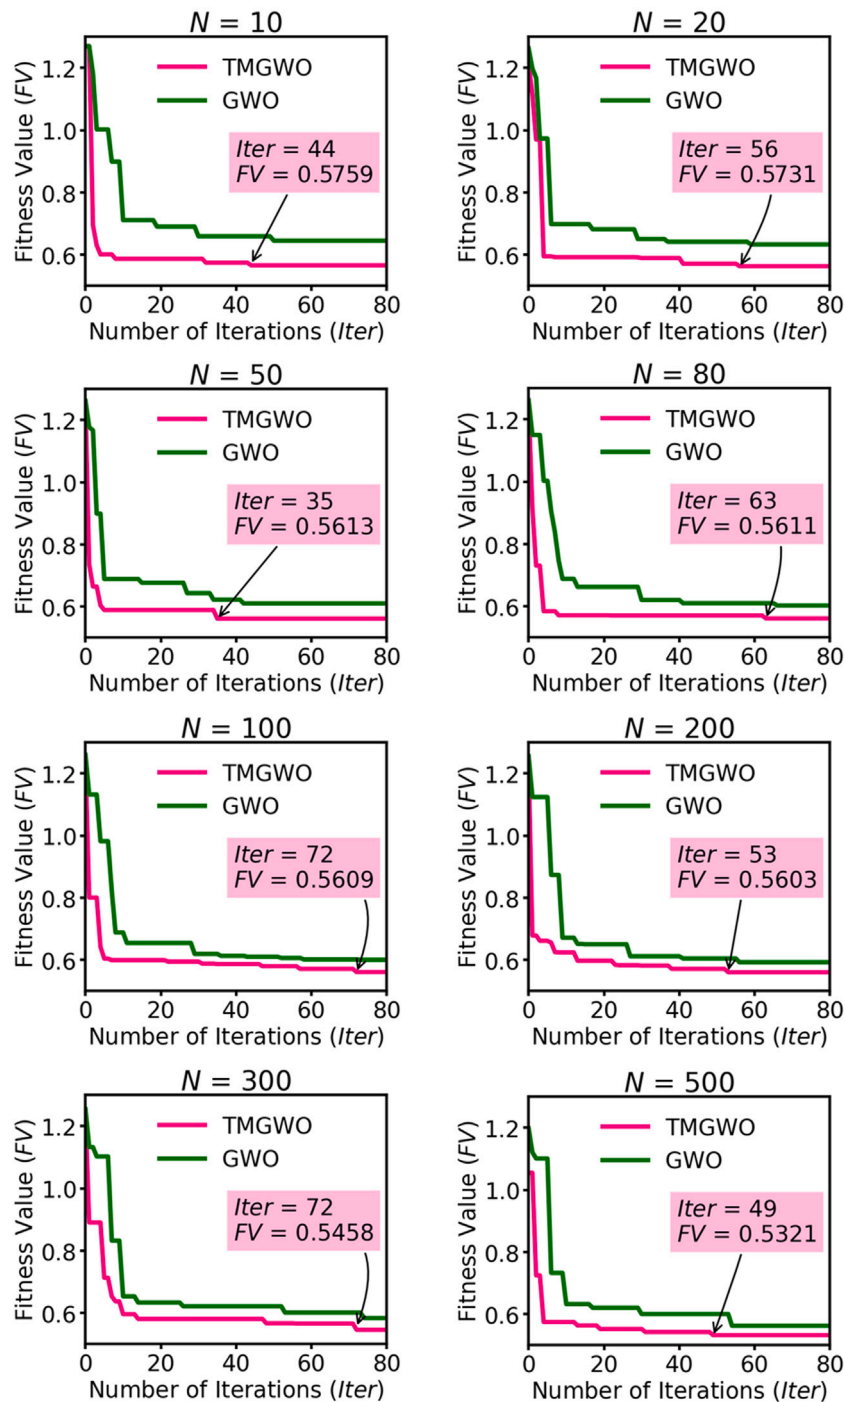 N = 10
Fitness Value (FV)
1.2
1.0
0.8
0.6
TMGWO
GWO
Iter = 44
FV = 0.5759
0 20 40 60 80
Number of Iterations (Iter)
N = 20
Fitness Value (FV)
1.2
1.0
0.8
0.6
TMGWO
GWO
Iter = 56
FV = 0.5731
0 20 40 60 80
Number of Iterations (Iter)
N = 50
Fitness Value (FV)
1.2
1.0
0.8
0.6
TMGWO
GWO
Iter = 35
FV = 0.5613
0 20 40 60 80
Number of Iterations (Iter)
N = 80
Fitness Value (FV)
1.2
1.0
0.8
0.6
TMGWO
GWO
Iter = 63
FV = 0.5611
0 20 40 60 80
Number of Iterations (Iter)
N = 100
Fitness Value (FV)
1.2
1.0
0.8
0.6
TMGWO
GWO
Iter = 72
FV = 0.5609
0 20 40 60 80
Number of Iterations (Iter)
N = 200
Fitness Value (FV)
1.2
1.0
0.8
0.6
TMGWO
GWO
Iter = 53
FV = 0.5603
0 20 40 60 80
Number of Iterations (Iter)
N = 300
Fitness Value (FV)
1.2
1.0
0.8
0.6
TMGWO
GWO
Iter = 72
FV = 0.5458
0 20 40 60 80
Number of Iterations (Iter)
N = 500
Fitness Value (FV)
1.2
1.0
0.8
0.6
TMGWO
GWO
Iter = 49
FV = 0.5321
0 20 40 60 80
Number of Iterations (Iter)